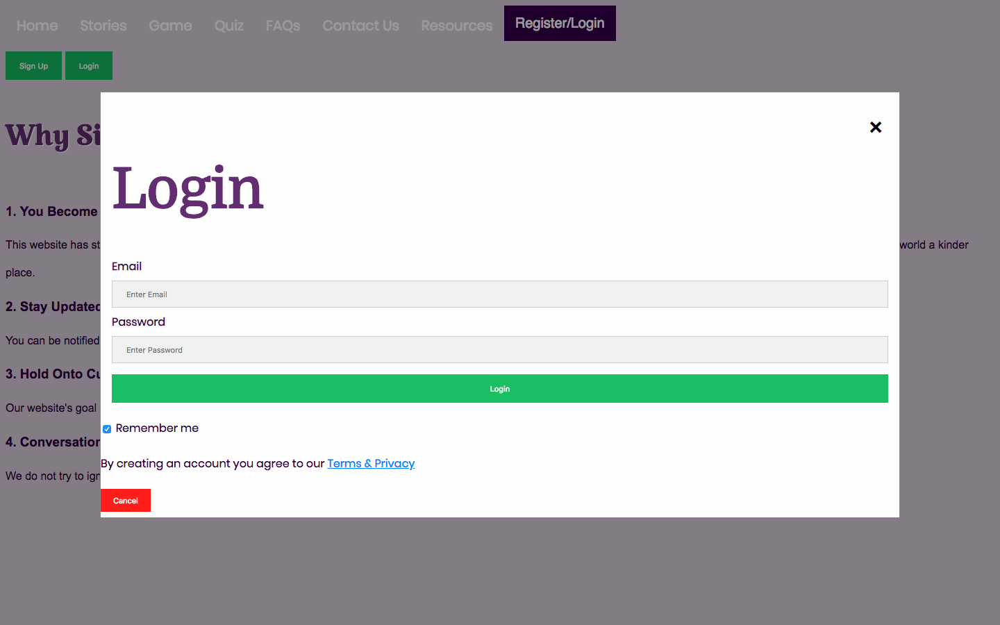 Home Stories Game Quiz FAQs Contact Us Resources Register/Login
Sign Up Login
Why Si
×
Login
1. You Become
This website has st
world a kinder
place.
Email
Enter Email
2. Stay Updated
Password
You can be notified
Enter Password
3. Hold Onto Cu
Login
Our website's goal
Remember me
4. Conversation
By creating an account you agree to our Terms & Privacy
We do not try to ign
Cancel